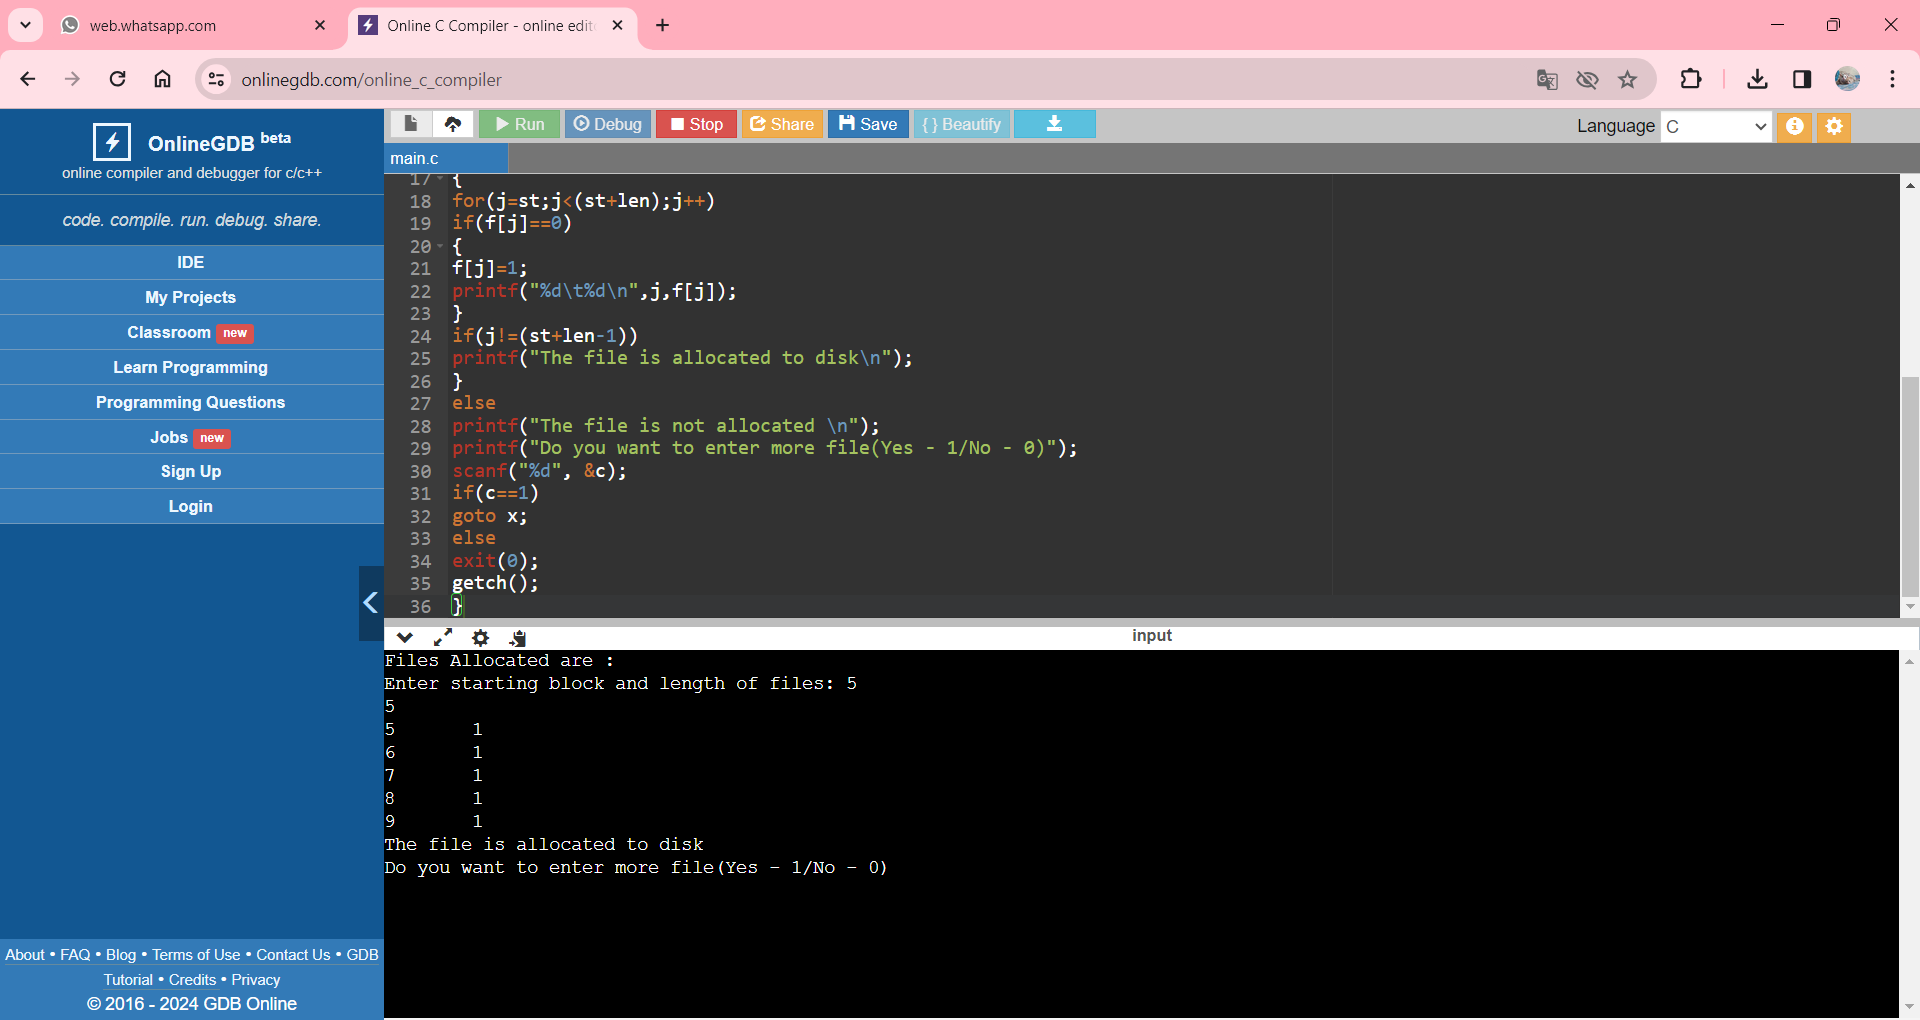 web.whatsapp.com
Online C Compiler - online edit
onlinegdb.com/online_c_compiler
OnlineGDB beta
online compiler and debugger for c/c++
code. compile. run. debug. share.
IDE
My Projects
Classroom new
Learn Programming
Programming Questions
Jobs new
Sign Up
Login
About • FAQ • Blog • Terms of Use • Contact Us • GDB
Tutorial • Credits • Privacy
© 2016 - 2024 GDB Online
Run Debug Stop Share Save {} Beautify
Language C
main.c
17 {
18 for(j=st;j<(st+len);j++)
19 if(f[j]==0)
20 {
21 f[j]=1;
22 printf("%d\t%d\n",j,f[j]);
23 }
24 if(j!=(st+len-1))
25 printf("The file is allocated to disk\n");
26 }
27 else
28 printf("The file is not allocated \n");
29 printf("Do you want to enter more file(Yes - 1/No - 0)");
30 scanf("%d", &c);
31 if(c==1)
32 goto x;
33 else
34 exit(0);
35 getch();
36 }
input
Files Allocated are :
Enter starting block and length of files: 5
5
5 1
6 1
7 1
8 1
9 1
The file is allocated to disk
Do you want to enter more file(Yes - 1/No - 0)